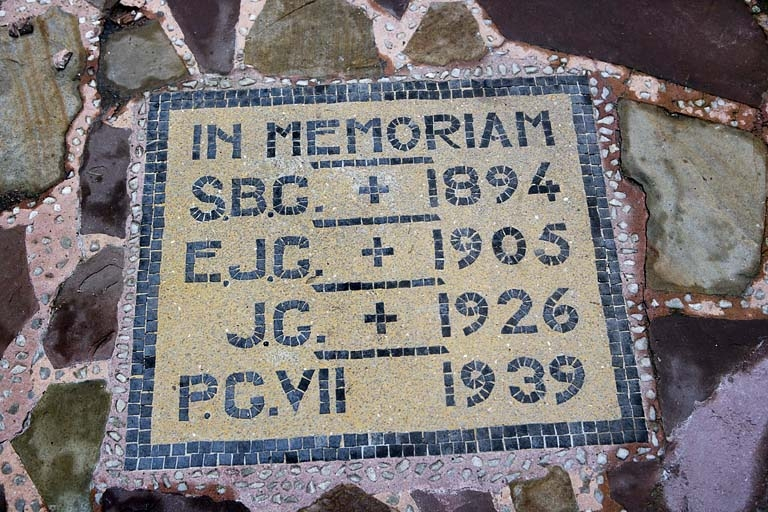 IN MEMORIAM
S.B.G. + 1894
E.J.G. + 1905
J.G. + 1926
P.G.VII 1939